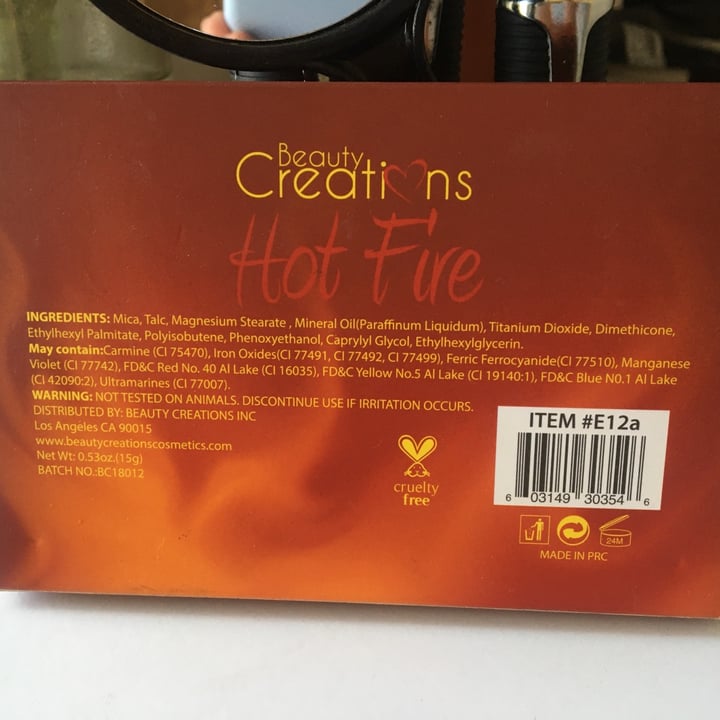 Beauty
Creations
Hot Fire
INGREDIENTS: Mica, Talc, Magnesium Stearate , Mineral Oil(Paraffinum Liquidum), Titanium Dioxide, Dimethicone,
Ethylhexyl Palmitate, Polyisobutene, Phenoxyethanol, Caprylyl Glycol, Ethylhexylglycerin.
May contain:Carmine (CI 75470), Iron Oxides(CI 77491, CI 77492, CI 77499), Ferric Ferrocyanide(CI 77510), Manganese
Violet (CI 77742), FD&C Red No. 40 Al Lake (CI 16035), FD&C Yellow No.5 Al Lake (CI 19140:1), FD&C Blue N0.1 Al Lake
(CI 42090:2), Ultramarines (CI 77007).
WARNING: NOT TESTED ON ANIMALS. DISCONTINUE USE IF IRRITATION OCCURS.
DISTRIBUTED BY: BEAUTY CREATIONS INC
Los Angeles CA 90015
www.beautycreationscosmetics.com
Net Wt: 0.53oz.(15g)
BATCH NO.:BC18012
cruelty
free
ITEM #E12a
6 03149 30354 6
24M
MADE IN PRC